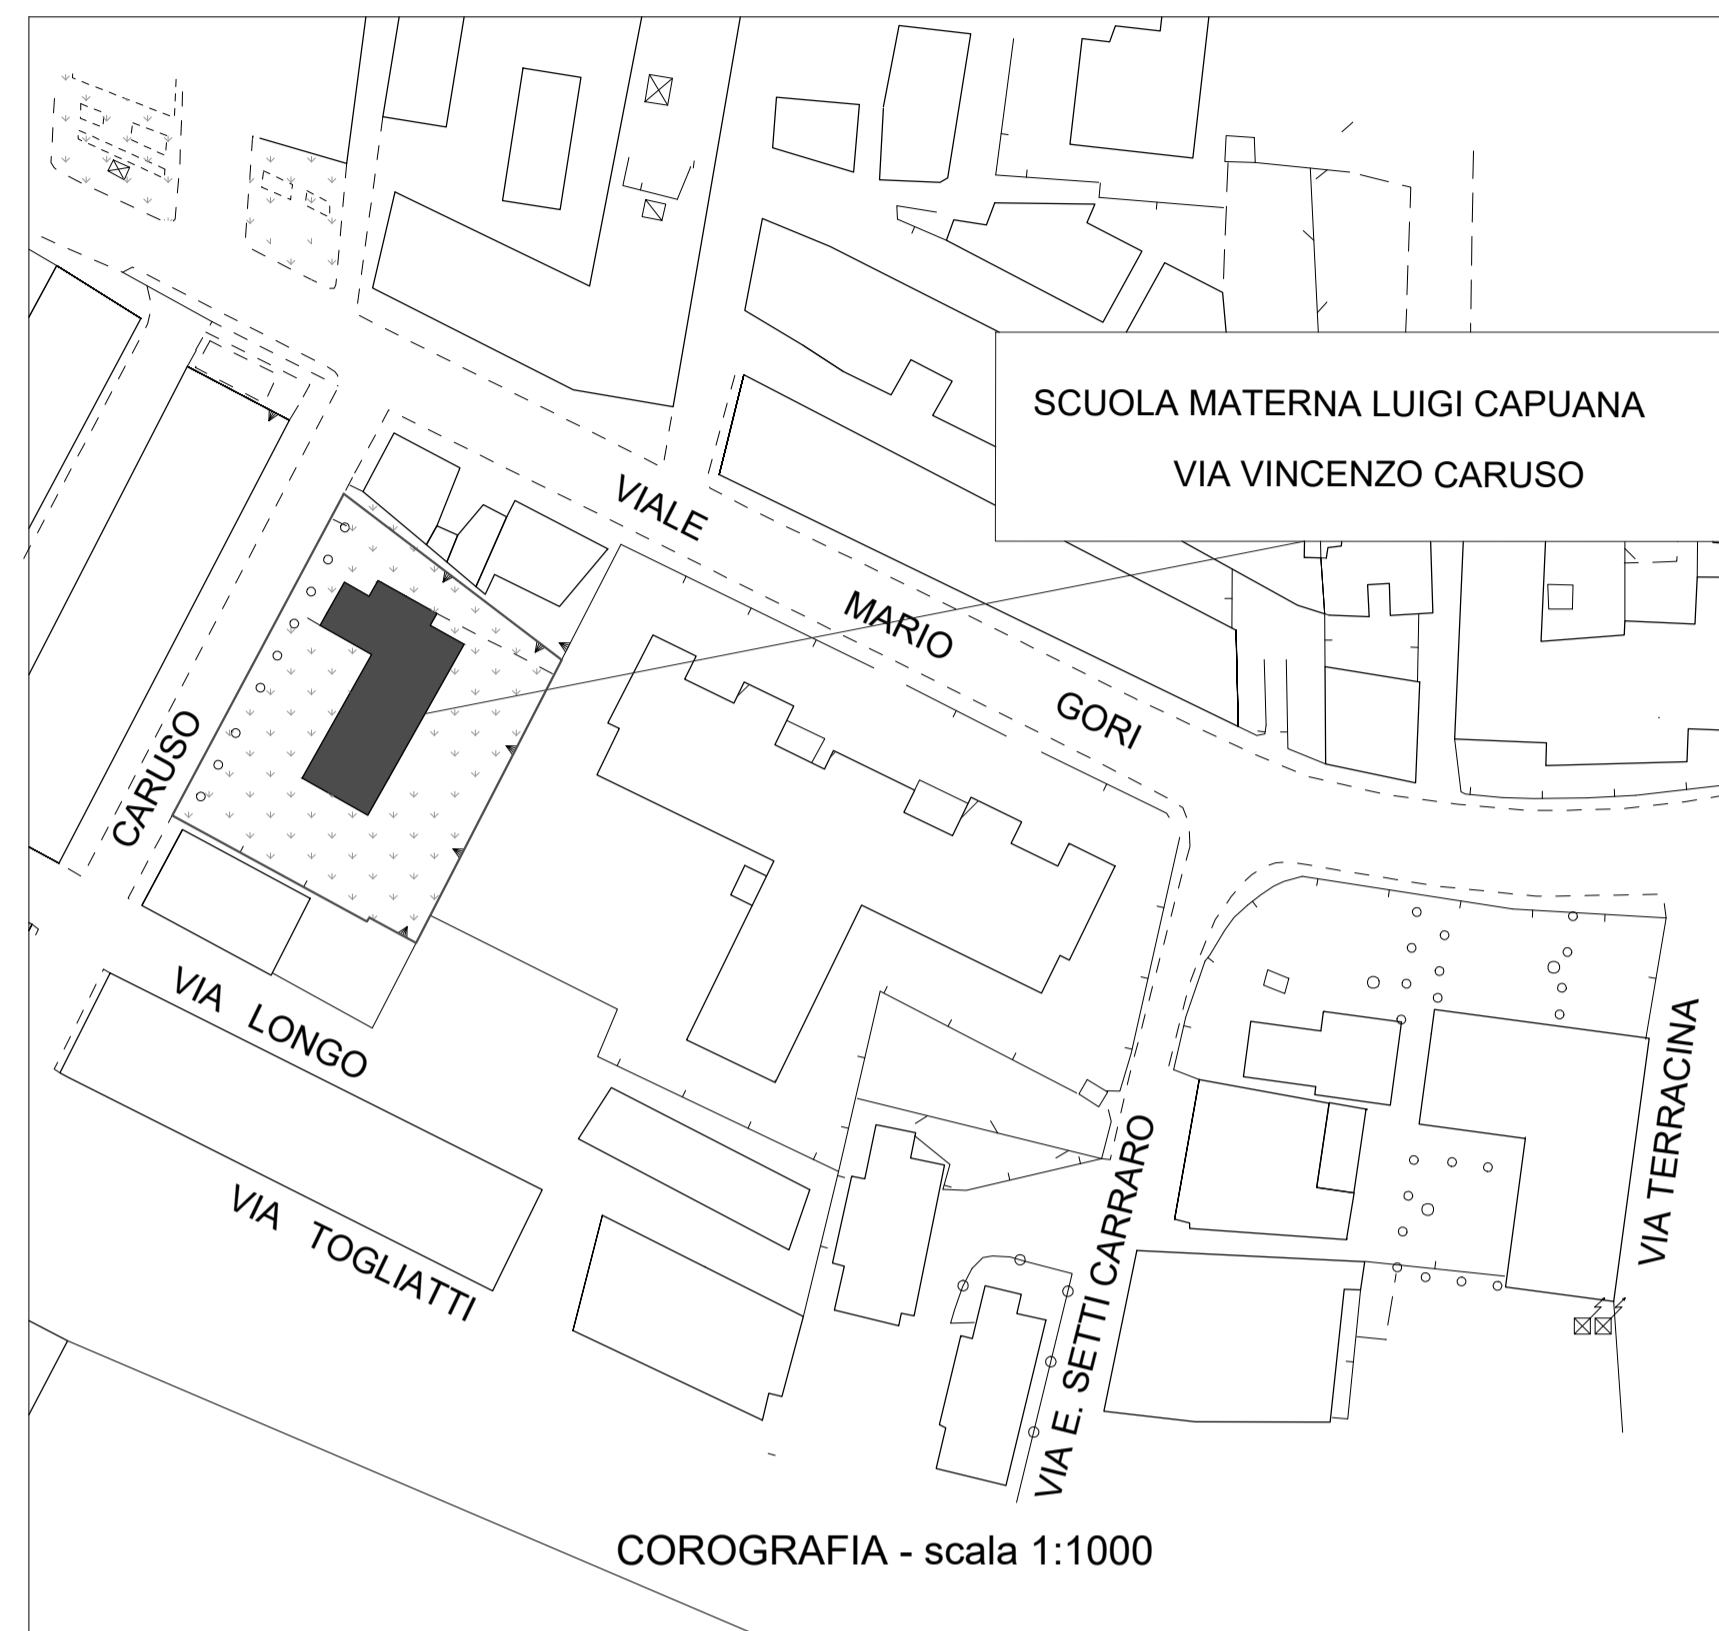 SCUOLA MATERNA LUIGI CAPUANA
VIA VINCENZO CARUSO
VIALE
MARIO
GORI
CARUSO
VIA LONGO
VIA TOGLIATTI
VIA E. SETTI CARRARO
VIA TERRACINA
COROGRAFIA - scala 1:1000